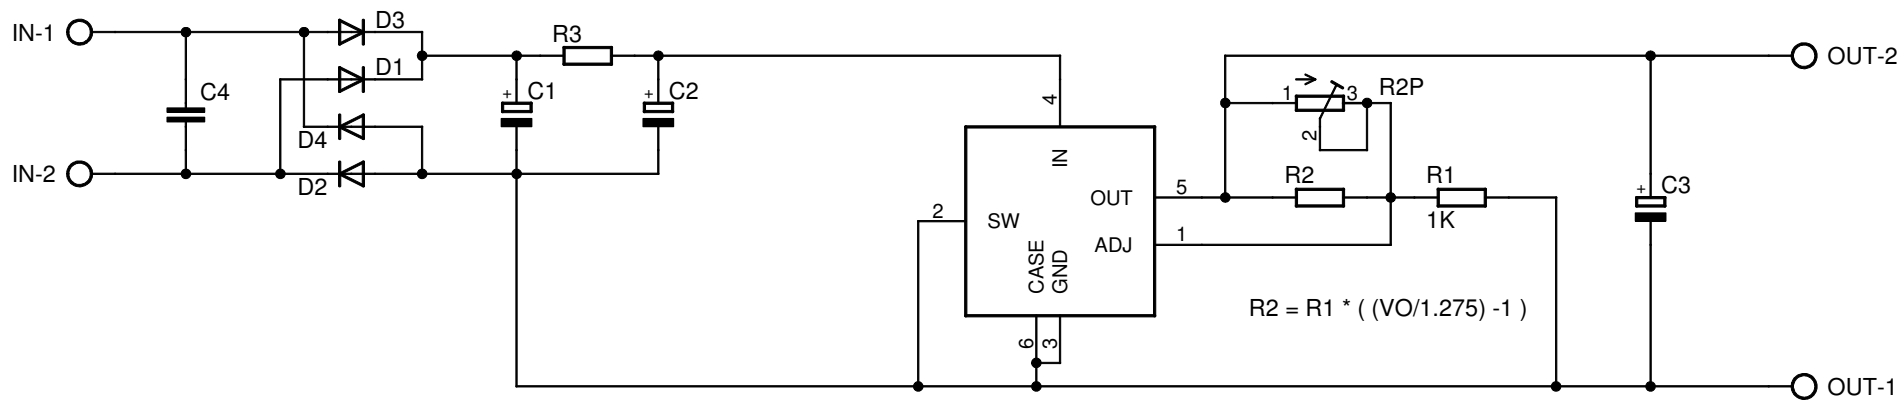 IN-1
D3
R3
OUT-2
D1
C4
+
C1
+
C2
4
1
3
R2P
2
D4
IN
IN-2
D2
R2
R1
OUT
5
1K
+
C3
2
SW
ADJ
1
CASE
GND
R2 = R1 * ( (VO/1.275) -1 )
6
3
OUT-1